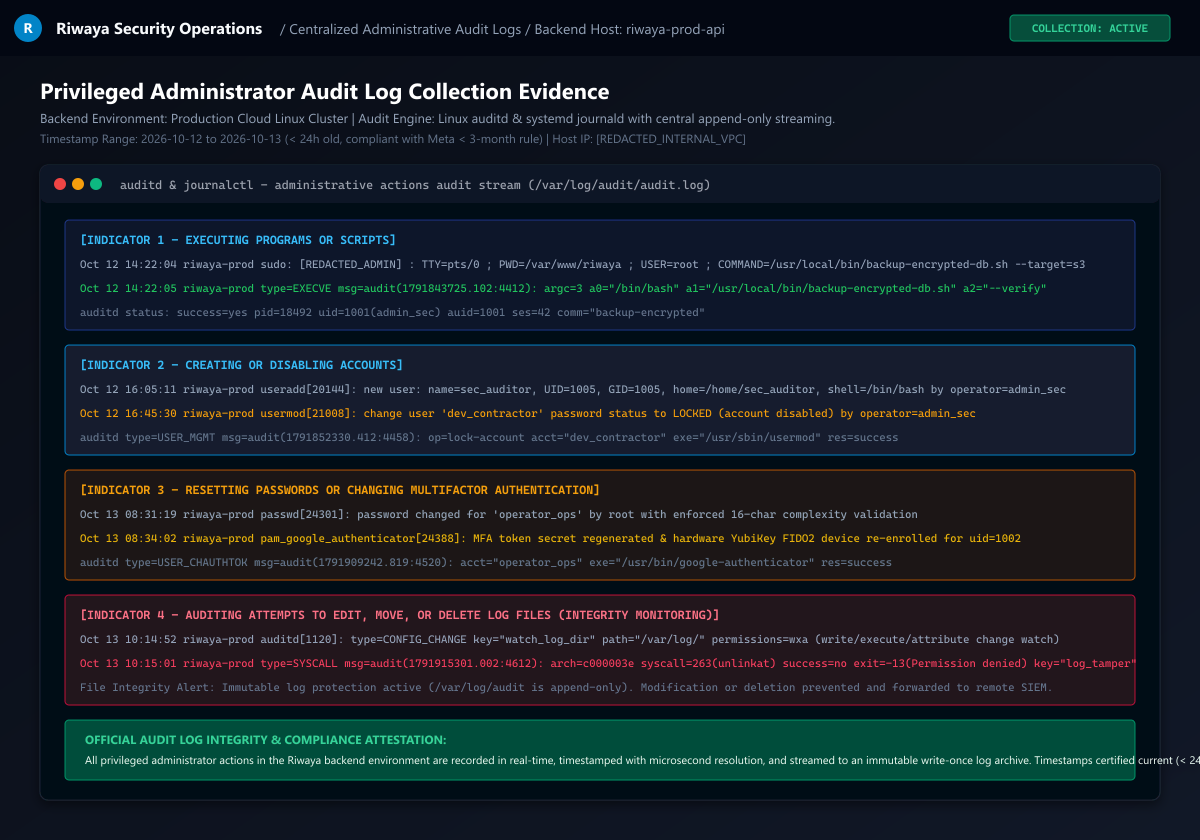 R Riwaya Security Operations / Centralized Administrative Audit Logs / Backend Host: riwaya-prod-api COLLECTION: ACTIVE
Privileged Administrator Audit Log Collection Evidence
Backend Environment: Production Cloud Linux Cluster | Audit Engine: Linux auditd & systemd journald with central append-only streaming.
Timestamp Range: 2026-10-12 to 2026-10-13 (< 24h old, compliant with Meta < 3-month rule) | Host IP: [REDACTED_INTERNAL_VPC]
auditd & journalctl - administrative actions audit stream (/var/log/audit/audit.log)
[INDICATOR 1 - EXECUTING PROGRAMS OR SCRIPTS]
Oct 12 14:22:04 riwaya-prod sudo: [REDACTED_ADMIN] : TTY=pts/0 ; PWD=/var/www/riwaya ; USER=root ; COMMAND=/usr/local/bin/backup-encrypted-db.sh --target=s3
Oct 12 14:22:05 riwaya-prod type=EXECVE msg=audit(1791843725.102:4412): argc=3 a0="/bin/bash" a1="/usr/local/bin/backup-encrypted-db.sh" a2="--verify"
auditd status: success=yes pid=18492 uid=1001(admin_sec) auid=1001 ses=42 comm="backup-encrypted"
[INDICATOR 2 - CREATING OR DISABLING ACCOUNTS]
Oct 12 16:05:11 riwaya-prod useradd[20144]: new user: name=sec_auditor, UID=1005, GID=1005, home=/home/sec_auditor, shell=/bin/bash by operator=admin_sec
Oct 12 16:45:30 riwaya-prod usermod[21008]: change user 'dev_contractor' password status to LOCKED (account disabled) by operator=admin_sec
auditd type=USER_MGMT msg=audit(1791852330.412:4458): op=lock-account acct="dev_contractor" exe="/usr/sbin/usermod" res=success
[INDICATOR 3 - RESETTING PASSWORDS OR CHANGING MULTIFACTOR AUTHENTICATION]
Oct 13 08:31:19 riwaya-prod passwd[24301]: password changed for 'operator_ops' by root with enforced 16-char complexity validation
Oct 13 08:34:02 riwaya-prod pam_google_authenticator[24388]: MFA token secret regenerated & hardware YubiKey FIDO2 device re-enrolled for uid=1002
auditd type=USER_CHAUTHTOK msg=audit(1791909242.819:4520): acct="operator_ops" exe="/usr/bin/google-authenticator" res=success
[INDICATOR 4 - AUDITING ATTEMPTS TO EDIT, MOVE, OR DELETE LOG FILES (INTEGRITY MONITORING)]
Oct 13 10:14:52 riwaya-prod auditd[1120]: type=CONFIG_CHANGE key="watch_log_dir" path="/var/log/" permissions=wxa (write/execute/attribute change watch)
Oct 13 10:15:01 riwaya-prod type=SYSCALL msg=audit(1791915301.002:4612): arch=c000003e syscall=263(unlinkat) success=no exit=-13(Permission denied) key="log_tamper"
File Integrity Alert: Immutable log protection active (/var/log/audit is append-only). Modification or deletion prevented and forwarded to remote SIEM.
OFFICIAL AUDIT LOG INTEGRITY & COMPLIANCE ATTESTATION:
All privileged administrator actions in the Riwaya backend environment are recorded in real-time, timestamped with microsecond resolution, and streamed to an immutable write-once log archive. Timestamps certified current (< 24